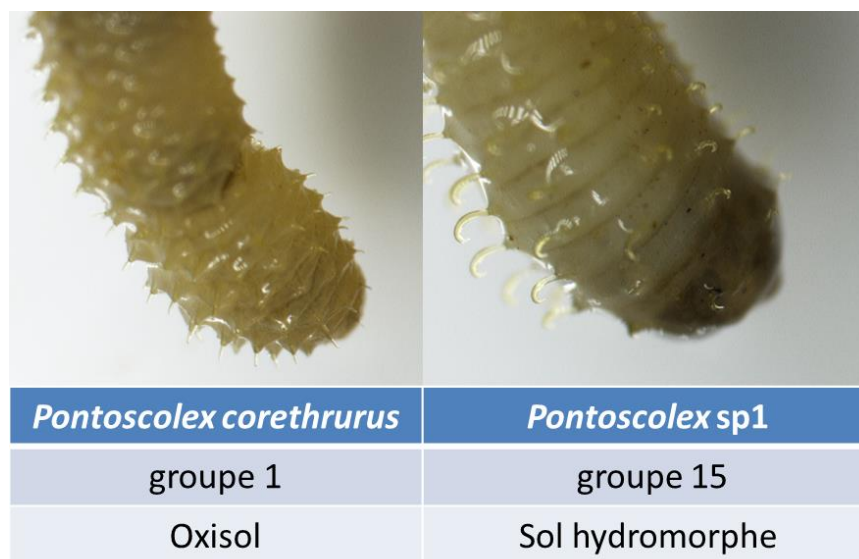 Pontoscolex corethrurus Pontoscolex sp1
groupe 1 groupe 15
Oxisol Sol hydromorphe